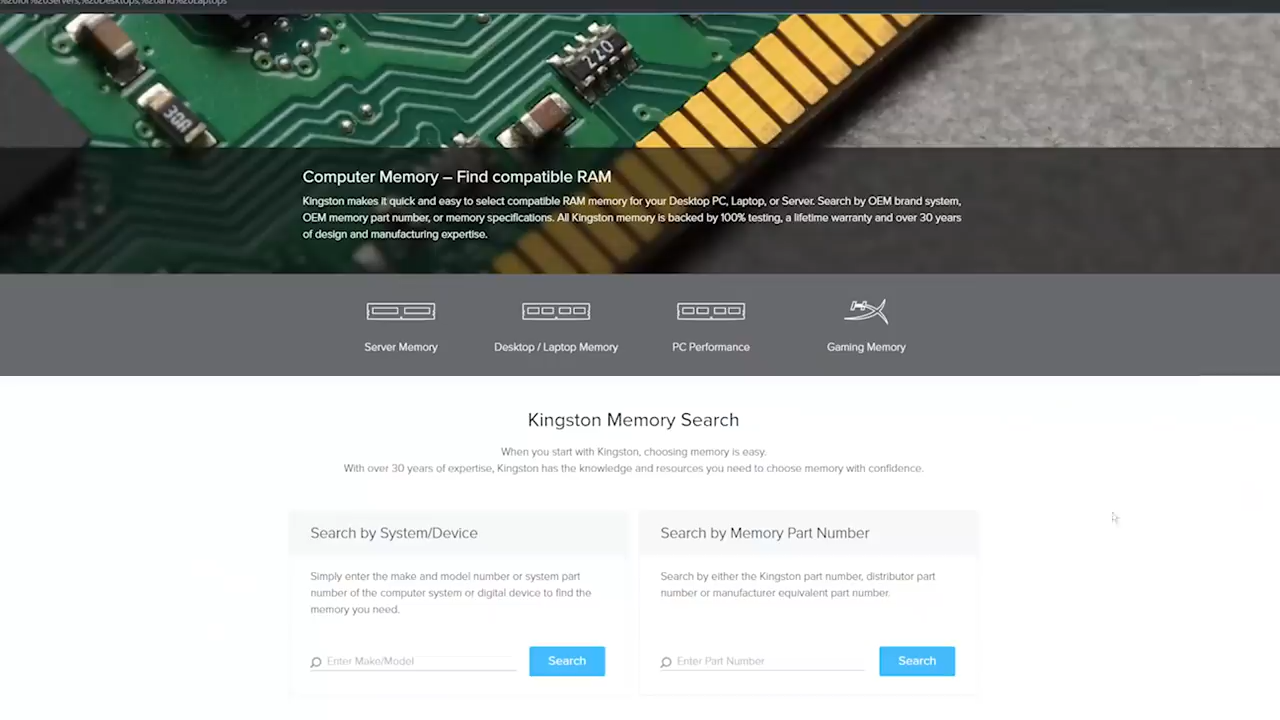 %20for%20Servers,%20Desktops,%20and%20Laptops
220
30A
Computer Memory – Find compatible RAM
Kingston makes it quick and easy to select compatible RAM memory for your Desktop PC, Laptop, or Server. Search by OEM brand system,
OEM memory part number, or memory specifications. All Kingston memory is backed by 100% testing, a lifetime warranty and over 30 years
of design and manufacturing expertise.
Server Memory
Desktop / Laptop Memory
PC Performance
Gaming Memory
Kingston Memory Search
When you start with Kingston, choosing memory is easy.
With over 30 years of expertise, Kingston has the knowledge and resources you need to choose memory with confidence.
Search by System/Device
Simply enter the make and model number or system part
number of the computer system or digital device to find the
memory you need.
Enter Make/Model
Search
Search by Memory Part Number
Search by either the Kingston part number, distributor part
number or manufacturer equivalent part number.
Enter Part Number
Search